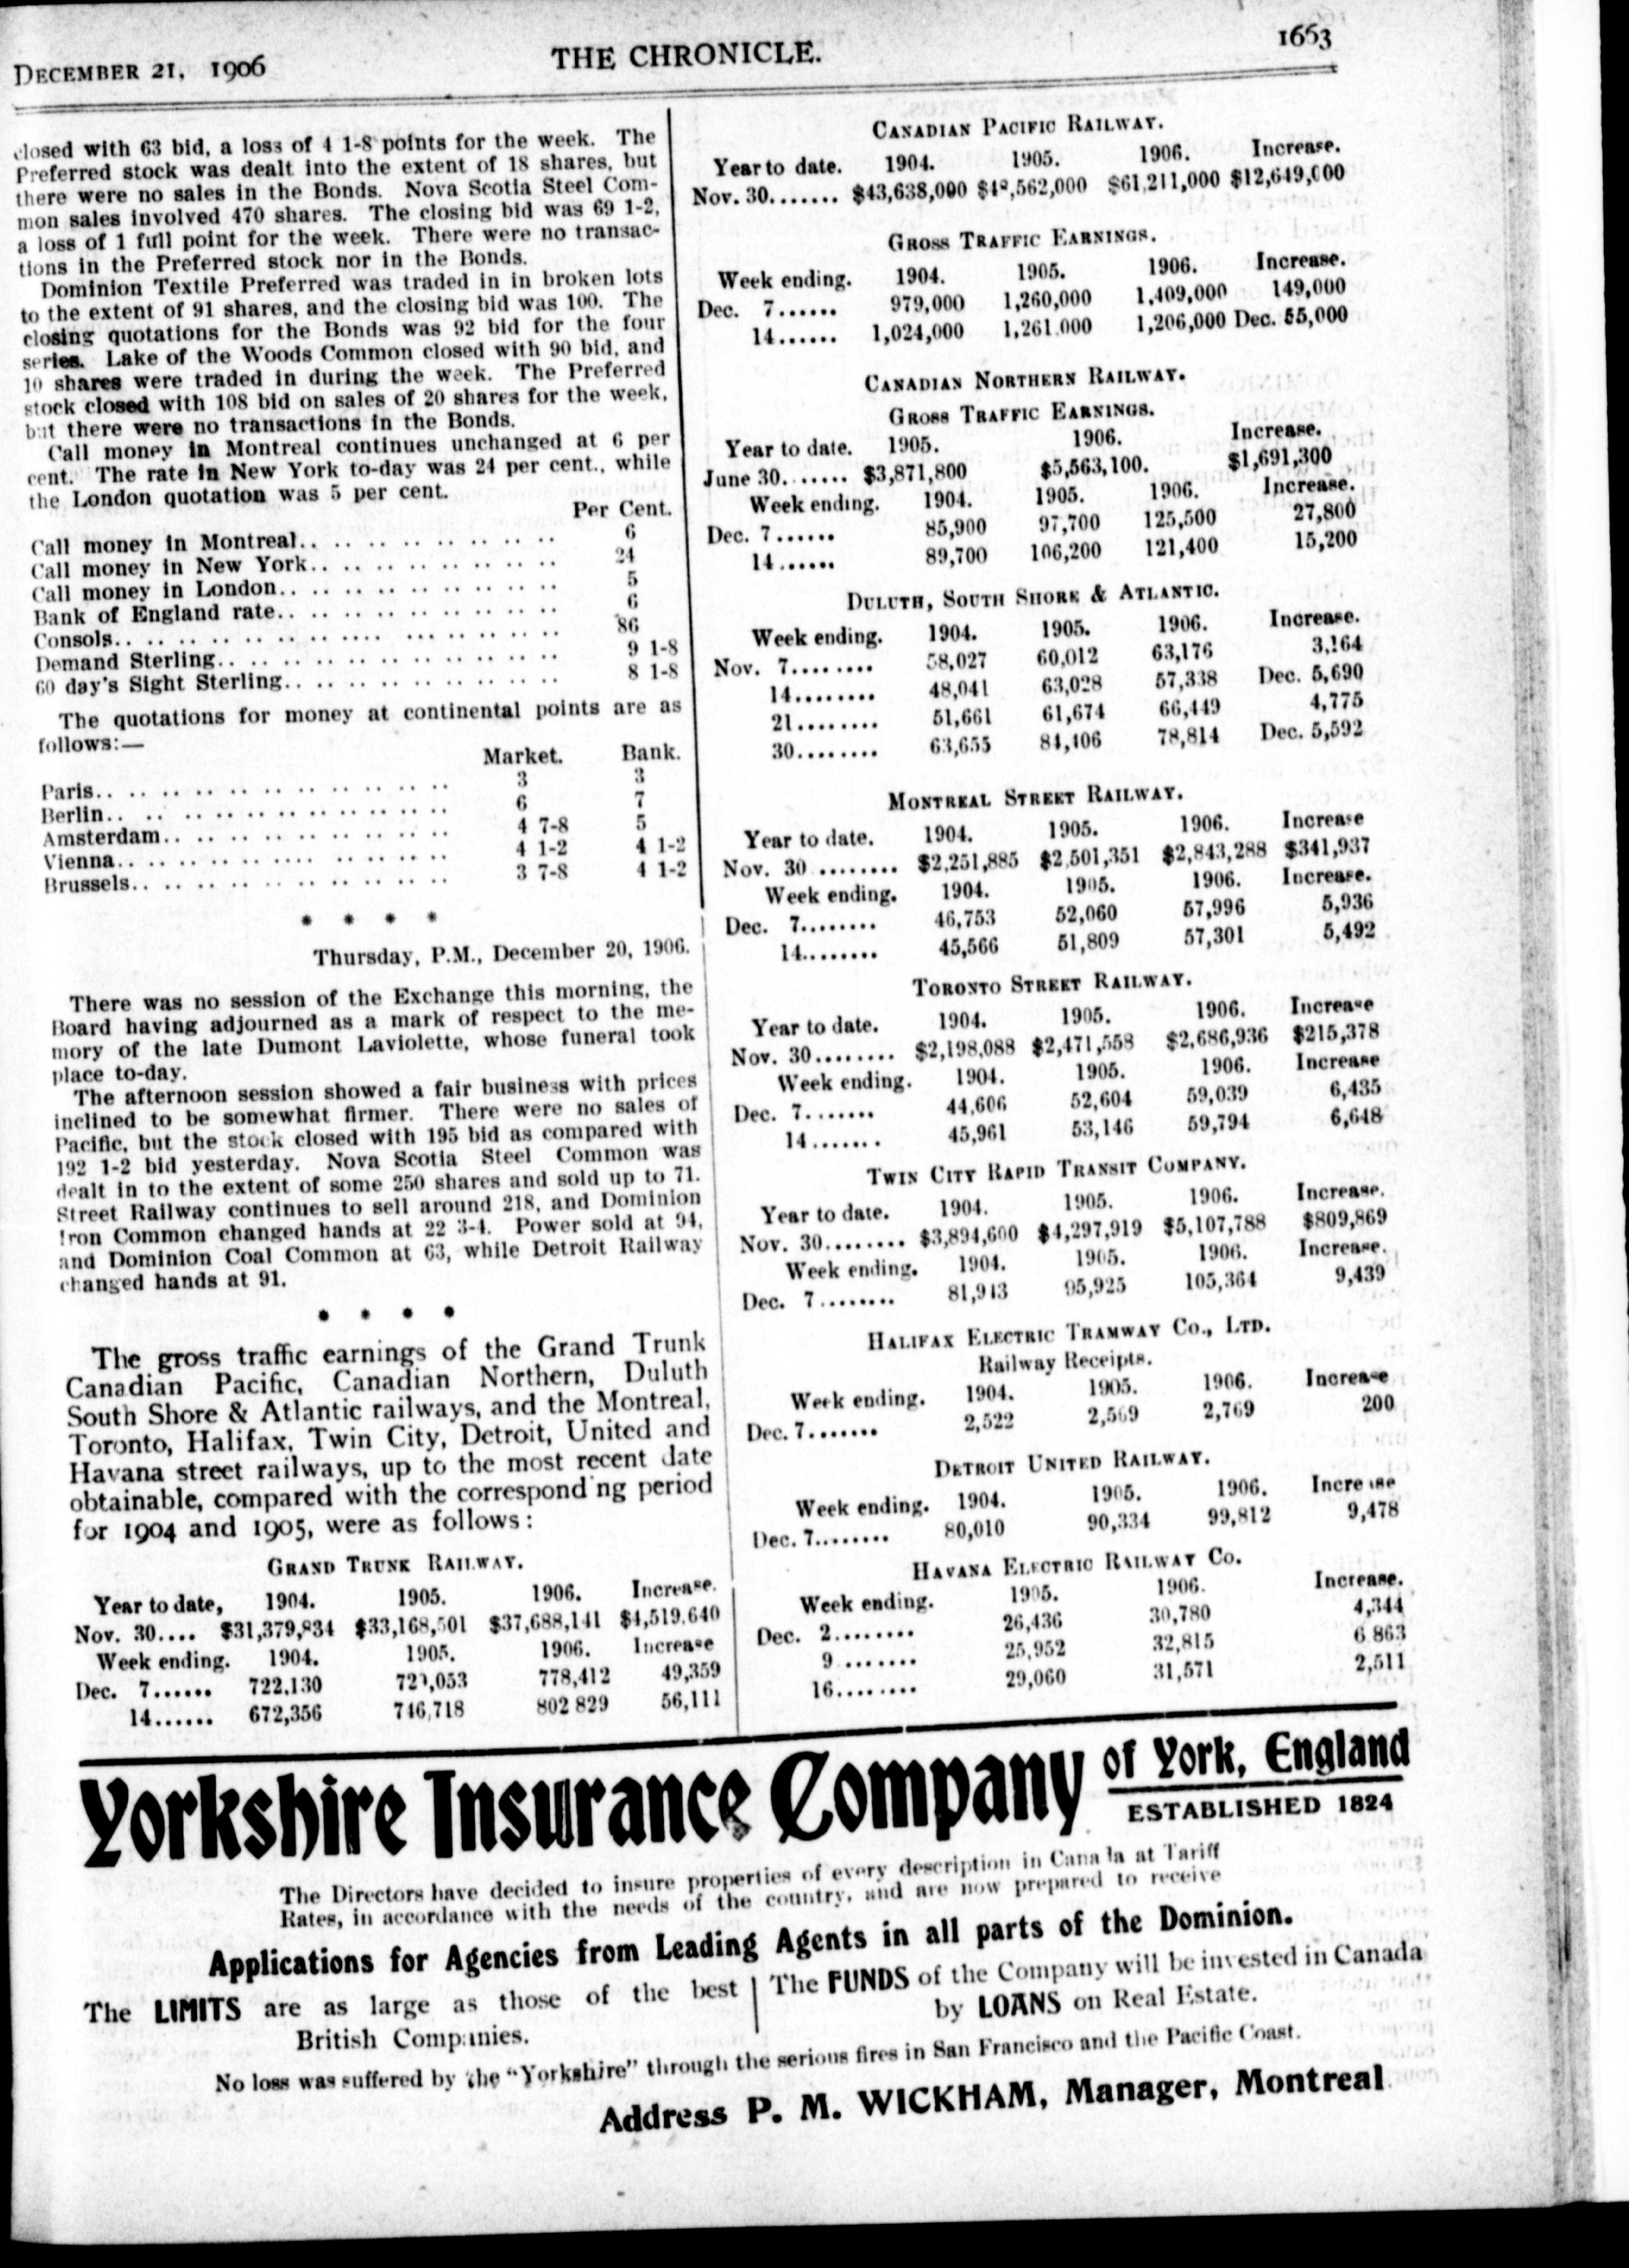 DECEMBER 21, 1906
THE CHRONICLE.
1663
closed with 63 bid, a loss of 4 1-8 points for the week. The
Preferred stock was dealt into the extent of 18 shares, but
there were no sales in the Bonds. Nova Scotia Steel Com-
mon sales involved 470 shares. The closing bid was 69 1-2,
a loss of 1 full point for the week. There were no transac-
tions in the Preferred stock nor in the Bonds.
Dominion Textile Preferred was traded in in broken lots
to the extent of 91 shares, and the closing bid was 100. The
closing quotations for the Bonds was 92 bid for the four
series. Lake of the Woods Common closed with 90 bid, and
10 shares were traded in during the week. The Preferred
stock closed with 108 bid on sales of 20 shares for the week,
but there were no transactions in the Bonds.
Call money in Montreal continues unchanged at 6 per
cent. The rate in New York to-day was 24 per cent., while
the London quotation was 5 per cent.
Per Cent.
Call money in Montreal.. .. .. .. .. .. .. .. .. .. .. 6
Call money in New York.. .. .. .. .. .. .. .. .. .. .. 24
Call money in London.. .. .. .. .. .. .. .. .. .. .. .. 5
Bank of England rate.. .. .. .. .. .. .. .. .. .. .. .. 6
Consols.. .. .. .. .. .. .. .. .. ... .. .. .. .. .. .. 86
Demand Sterling.. .. .. .. .. .. .. .. .. .. .. .. .. .. 9 1-8
60 day's Sight Sterling.. .. .. .. .. .. .. .. .. .. .. 8 1-8
The quotations for money at continental points are as
follows:—
Market. Bank.
Paris.. .. .. .. .. .. .. .. .. .. .. .. 3 3
Berlin.. .. .. .. .. .. .. .. .. .. .. .. 6 7
Amsterdam.. .. .. .. .. .. .. .. .. .. 4 7-8 5
Vienna.. .. .. .. .. .. .... .. .. .. .. 4 1-2 4 1-2
Brussels.. .. .. .. .. .. .. .. .. .. .. 3 7-8 4 1-2
* * * *
Thursday, P.M., December 20, 1906.
There was no session of the Exchange this morning, the
Board having adjourned as a mark of respect to the me-
mory of the late Dumont Laviolette, whose funeral took
place to-day.
The afternoon session showed a fair business with prices
inclined to be somewhat firmer. There were no sales of
Pacific, but the stock closed with 195 bid as compared with
192 1-2 bid yesterday. Nova Scotia Steel Common was
dealt in to the extent of some 250 shares and sold up to 71.
Street Railway continues to sell around 218, and Dominion
Iron Common changed hands at 22 3-4. Power sold at 94,
and Dominion Coal Common at 63, while Detroit Railway
changed hands at 91.
* * * *
The gross traffic earnings of the Grand Trunk
Canadian Pacific, Canadian Northern, Duluth
South Shore & Atlantic railways, and the Montreal,
Toronto, Halifax, Twin City, Detroit, United and
Havana street railways, up to the most recent date
obtainable, compared with the corresponding period
for 1904 and 1905, were as follows:
GRAND TRUNK RAILWAY.
Year to date, 1904. 1905. 1906. Increase.
Nov. 30.... $31,379,834 $33,168,501 $37,688,141 $4,519,640
Week ending. 1904. 1905. 1906. Increase
Dec. 7...... 722,130 729,053 778,412 49,359
14...... 672,356 746,718 802 829 56,111
CANADIAN PACIFIC RAILWAY.
Year to date. 1904. 1905. 1906. Increase.
Nov. 30....... $43,638,000 $48,562,000 $61,211,000 $12,649,000
GROSS TRAFFIC EARNINGS.
Week ending. 1904. 1905. 1906. Increase.
Dec. 7...... 979,000 1,260,000 1,409,000 149,000
14...... 1,024,000 1,261,000 1,206,000 Dec. 55,000
CANADIAN NORTHERN RAILWAY.
GROSS TRAFFIC EARNINGS.
Year to date. 1905. 1906. Increase.
June 30. ...... $3,871,800 $5,563,100. $1,691,300
Week ending. 1904. 1905. 1906. Increase.
Dec. 7...... 85,900 97,700 125,500 27,800
14...... 89,700 106,200 121,400 15,200
DULUTH, SOUTH SHORE & ATLANTIC.
Week ending. 1904. 1905. 1906. Increase.
Nov. 7........ 58,027 60,012 63,176 3,164
14........ 48,041 63,028 57,338 Dec. 5,690
21........ 51,661 61,674 66,449 4,775
30........ 63,655 84,406 78,814 Dec. 5,592
MONTREAL STREET RAILWAY.
Year to date. 1904. 1905. 1906. Increase
Nov. 30 ........ $2,251,885 $2,501,351 $2,843,288 $341,937
Week ending. 1904. 1905. 1906. Increase.
Dec. 7........ 46,753 52,060 57,996 5,936
14........ 45,566 51,809 57,301 5,492
TORONTO STREET RAILWAY.
Year to date. 1904. 1905. 1906. Increase
Nov. 30........ $2,198,088 $2,471,558 $2,686,936 $215,378
Week ending. 1904. 1905. 1906. Increase
Dec. 7....... 44,606 52,604 59,039 6,435
14....... 45,961 53,146 59,794 6,648
TWIN CITY RAPID TRANSIT COMPANY.
Year to date. 1904. 1905. 1906. Increase.
Nov. 30........ $3,894,600 $4,297,919 $5,107,788 $809,869
Week ending. 1904. 1905. 1906. Increase.
Dec. 7........ 81,943 95,925 105,364 9,439
HALIFAX ELECTRIC TRAMWAY CO., LTD.
Railway Receipts.
Week ending. 1904. 1905. 1906. Increase
Dec. 7....... 2,522 2,569 2,769 200
DETROIT UNITED RAILWAY.
Week ending. 1904. 1905. 1906. Increase
Dec. 7........ 80,010 90,334 99,812 9,478
HAVANA ELECTRIC RAILWAY CO.
Week ending. 1905. 1906. Increase.
Dec. 2........ 26,436 30,780 4,344
9 ........ 25,952 32,815 6 863
16........ 29,060 31,571 2,511
Yorkshire Insurance Company of York, England
ESTABLISHED 1824
The Directors have decided to insure properties of every description in Canada at Tariff
Rates, in accordance with the needs of the country, and are now prepared to receive
Applications for Agencies from Leading Agents in all parts of the Dominion.
The LIMITS are as large as those of the best
British Companies.
The FUNDS of the Company will be invested in Canada
by LOANS on Real Estate.
No loss was suffered by the "Yorkshire" through the serious fires in San Francisco and the Pacific Coast.
Address P. M. WICKHAM, Manager, Montreal